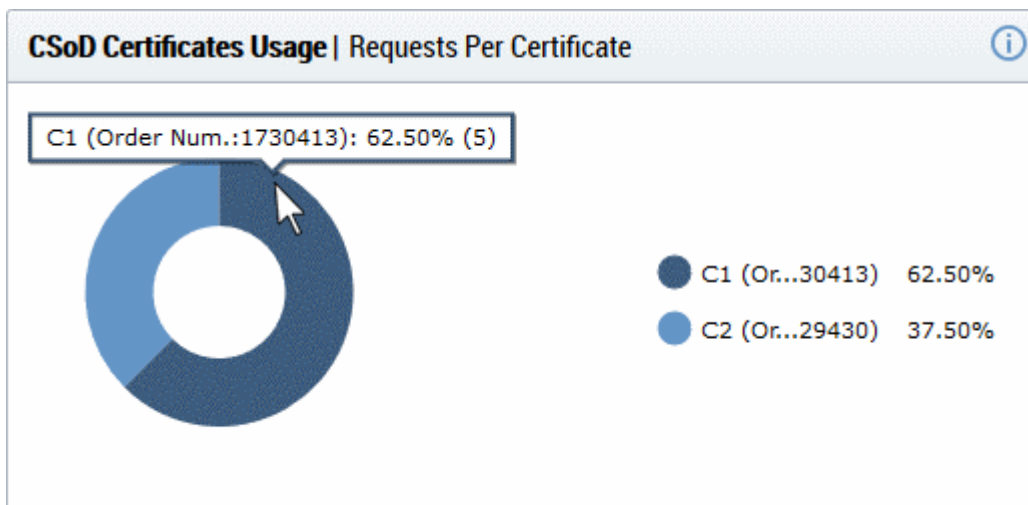 CSoD Certificates Usage | Requests Per Certificate
C1 (Order Num.:1730413): 62.50% (5)
C1 (Or...30413) 62.50%
C2 (Or...29430) 37.50%